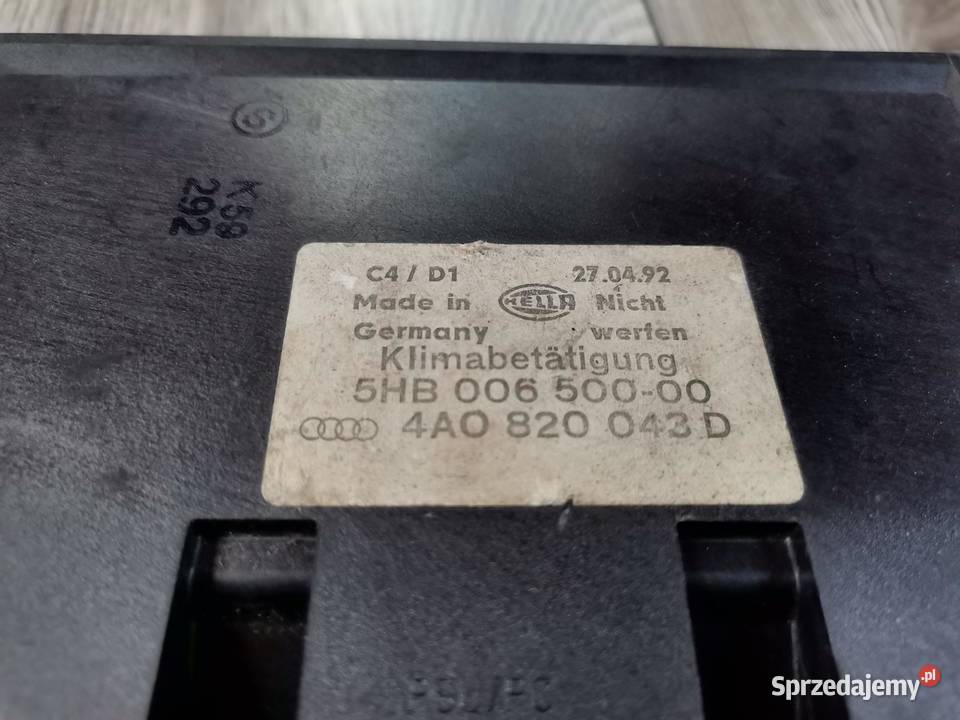 S
K59
292
C4 / D1 27.04.92
Made in HELLA Nicht
Germany werfen
Klimabetätigung
5HB 006 500-00
4A0 820 043 D
Sprzedajemy.pl